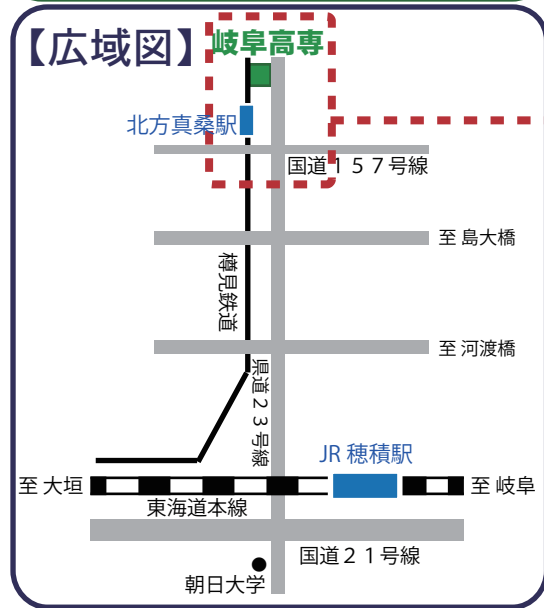 【広域図】
岐阜高専
北方真桑駅
国道１５７号線
至 島大橋
樽見鉄道
至 河渡橋
県道２３号線
JR 穂積駅
至 大垣
至 岐阜
東海道本線
国道２１号線
朝日大学